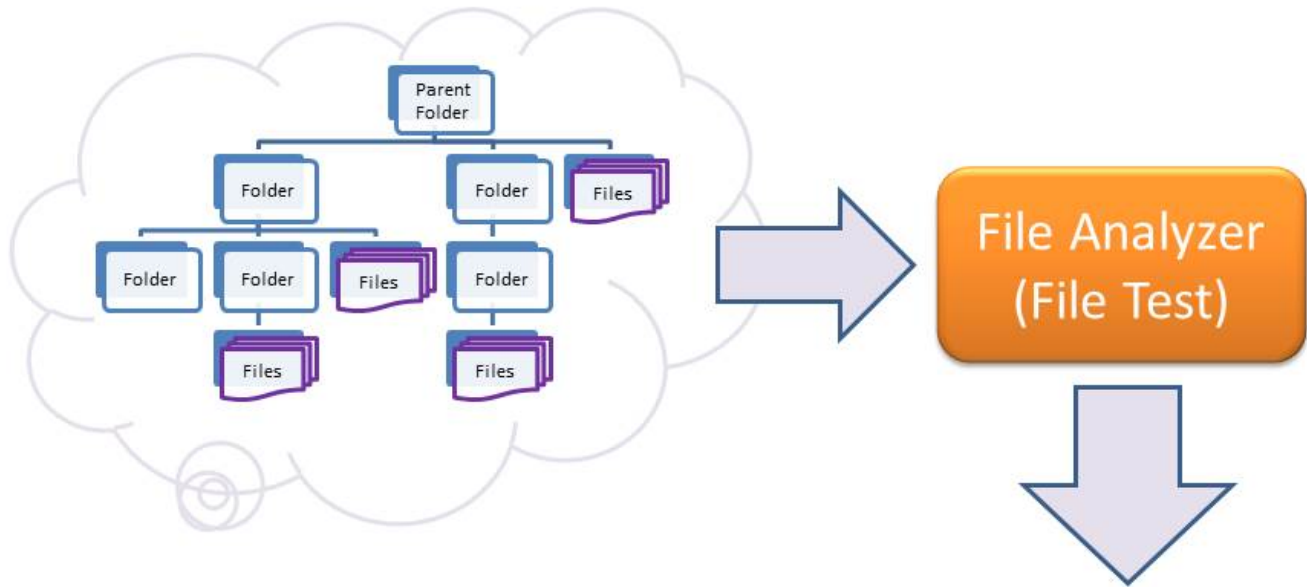 Parent
Folder
Folder
Folder
Files
Folder
Folder
Files
Folder
Files
Files
File Analyzer
(File Test)